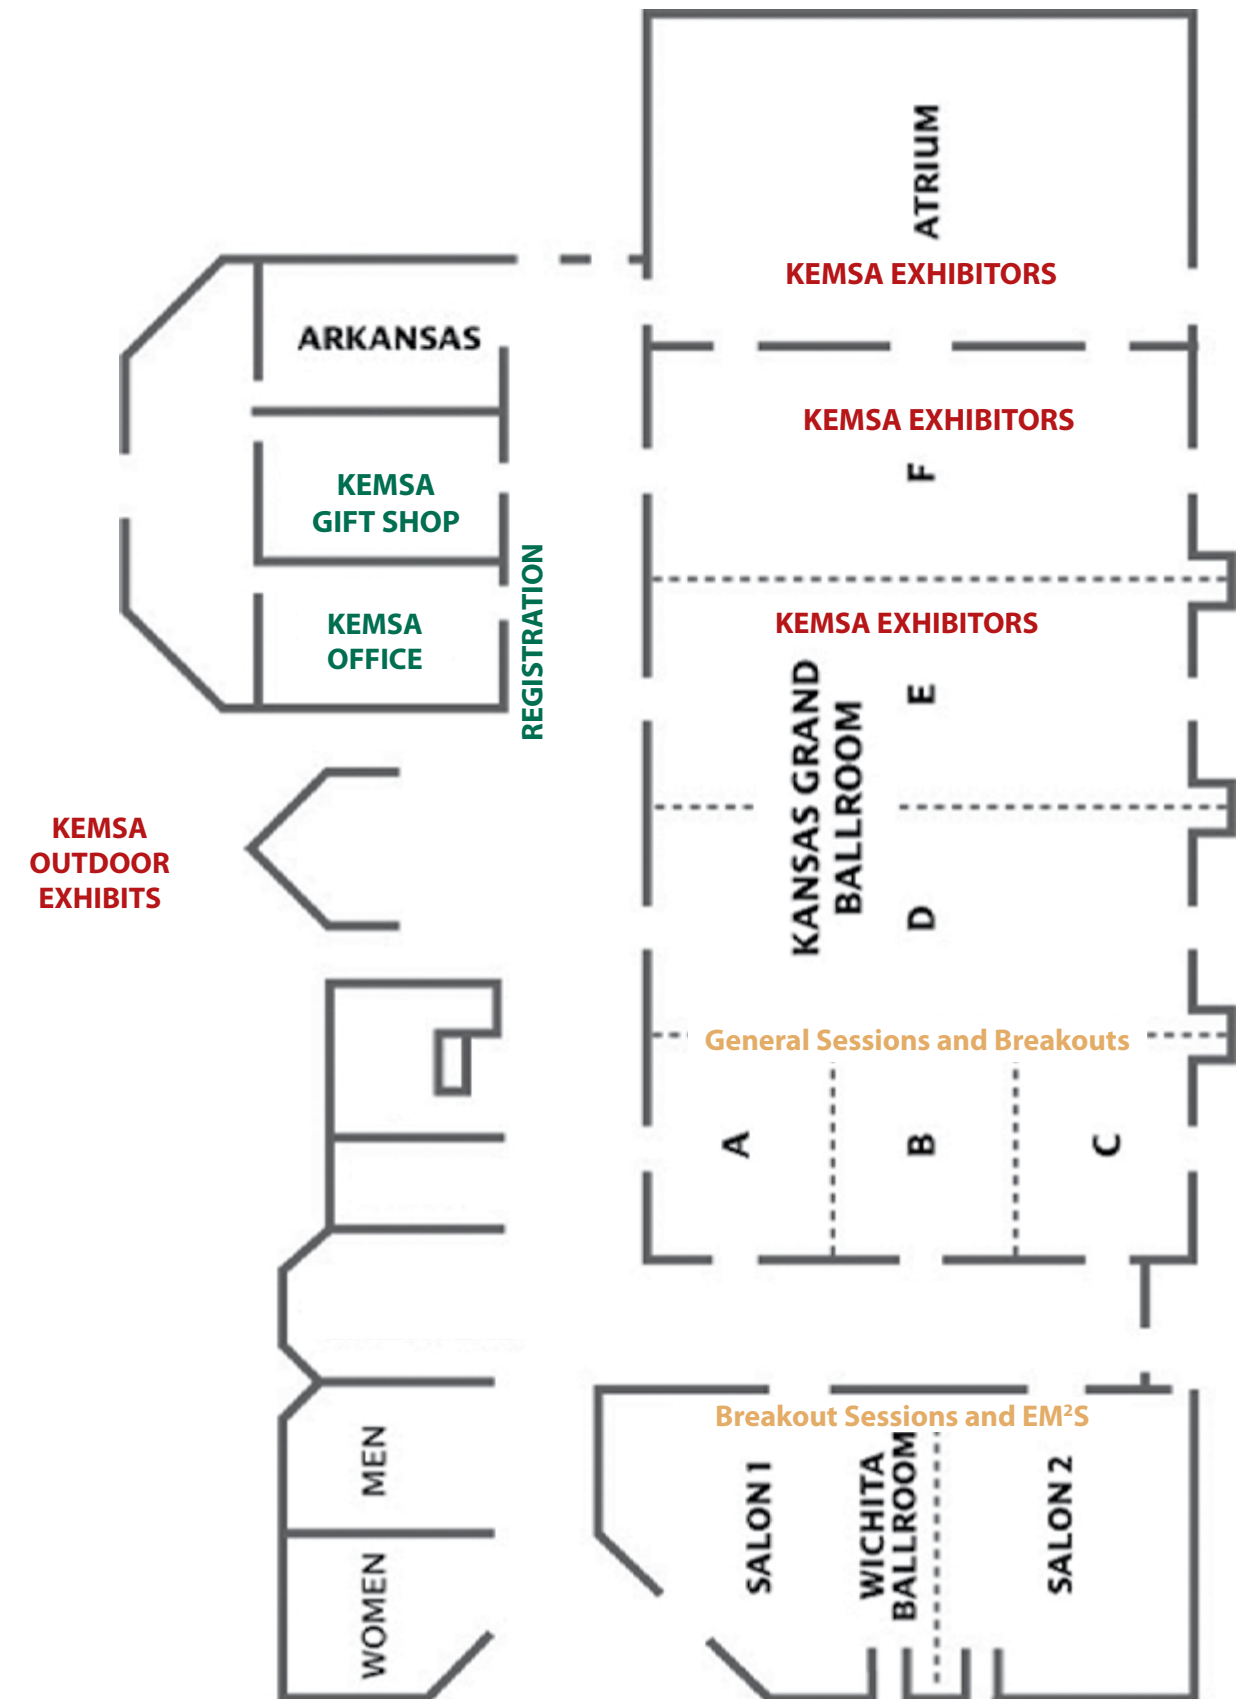 ATRIUM
KEMSA EXHIBITORS
ARKANSAS
KEMSA EXHIBITORS
F
KEMSA
GIFT SHOP
REGISTRATION
KEMSA
OFFICE
KEMSA EXHIBITORS
E
KANSAS GRAND
BALLROOM
KEMSA
OUTDOOR
EXHIBITS
D
General Sessions and Breakouts
A
B
C
Breakout Sessions and EM²S
MEN
SALON 1
WICHITA
BALLROOM
SALON 2
WOMEN